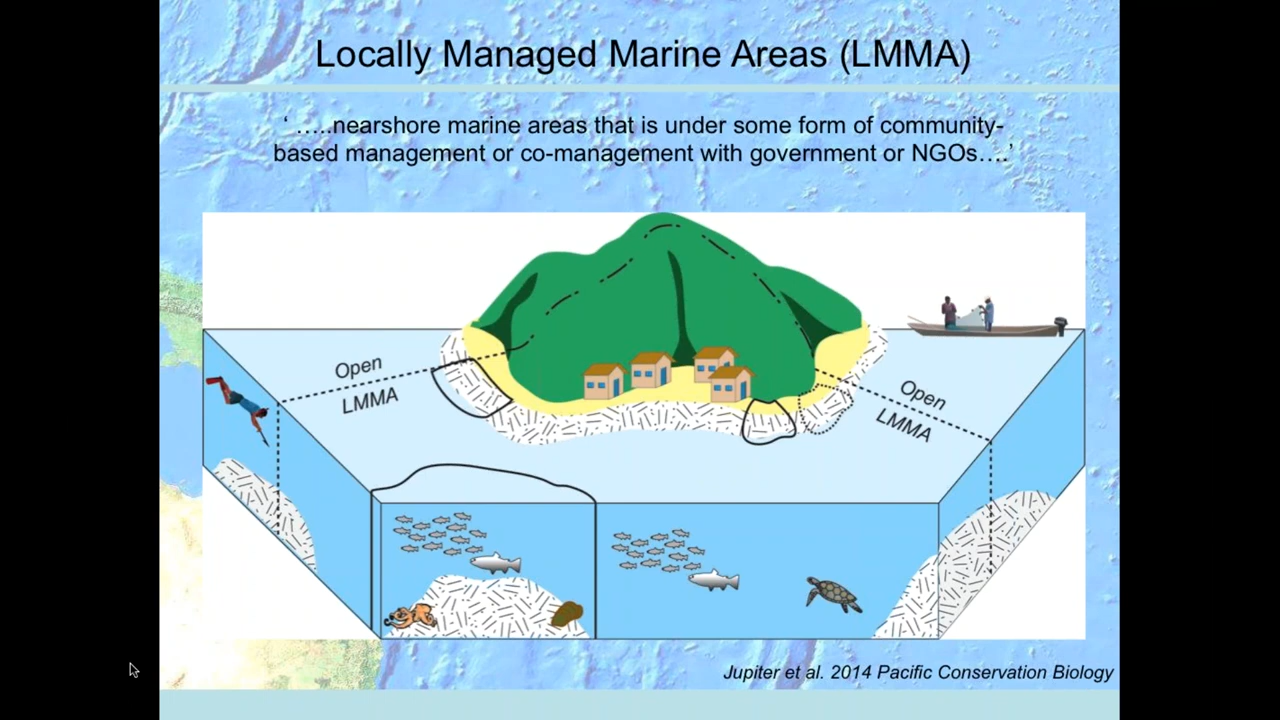 Locally Managed Marine Areas (LMMA)
‘ …..nearshore marine areas that is under some form of community-
based management or co-management with government or NGOs….’
Open
LMMA
Open
LMMA
Jupiter et al. 2014 Pacific Conservation Biology